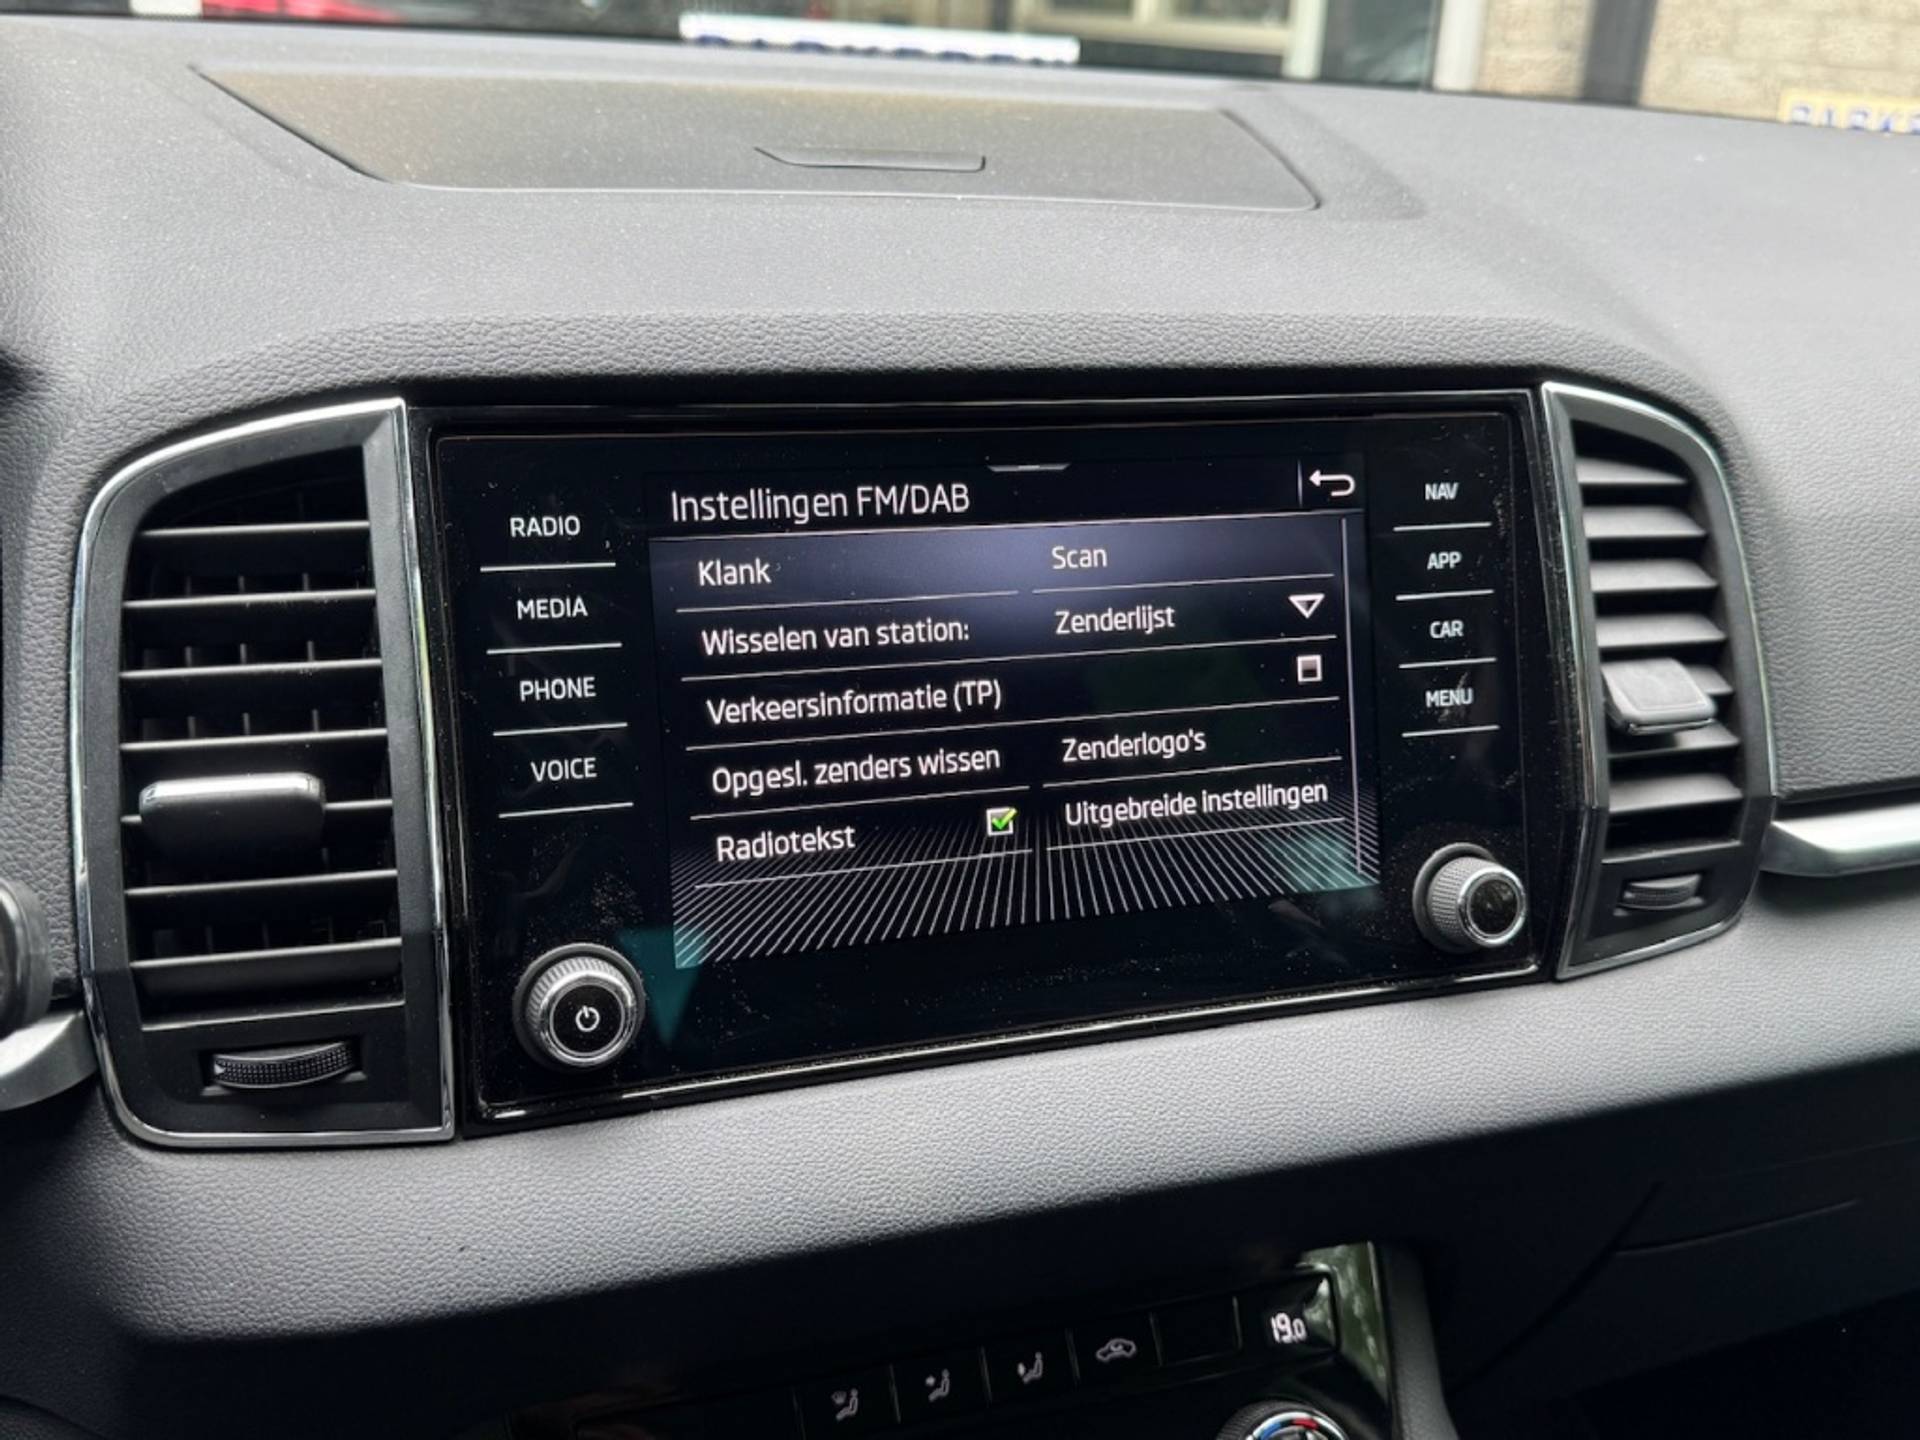 RADIO
MEDIA
PHONE
VOICE
Instellingen FM/DAB
Klank
Scan
Wisselen van station:
Zenderlijst
Verkeersinformatie (TP)
Opgesl. zenders wissen
Zenderlogo's
Radiotekst
Uitgebreide instellingen
NAV
APP
CAR
MENU
19.0